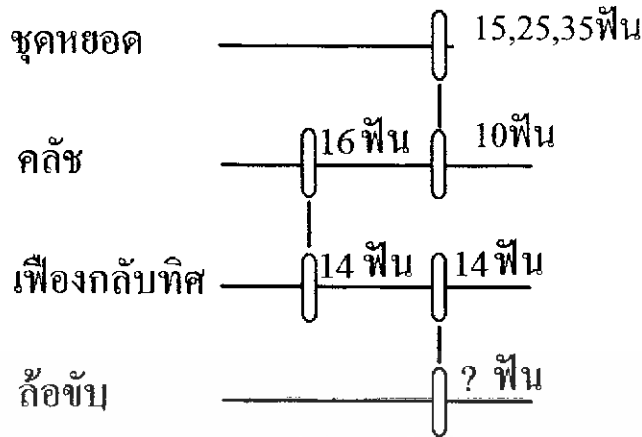 ชุดหยอด 15,25,35ฟัน
คลัช 16 ฟัน 10ฟัน
เฟืองกลับทิศ 14 ฟัน 14 ฟัน
ล้อขับ ? ฟัน